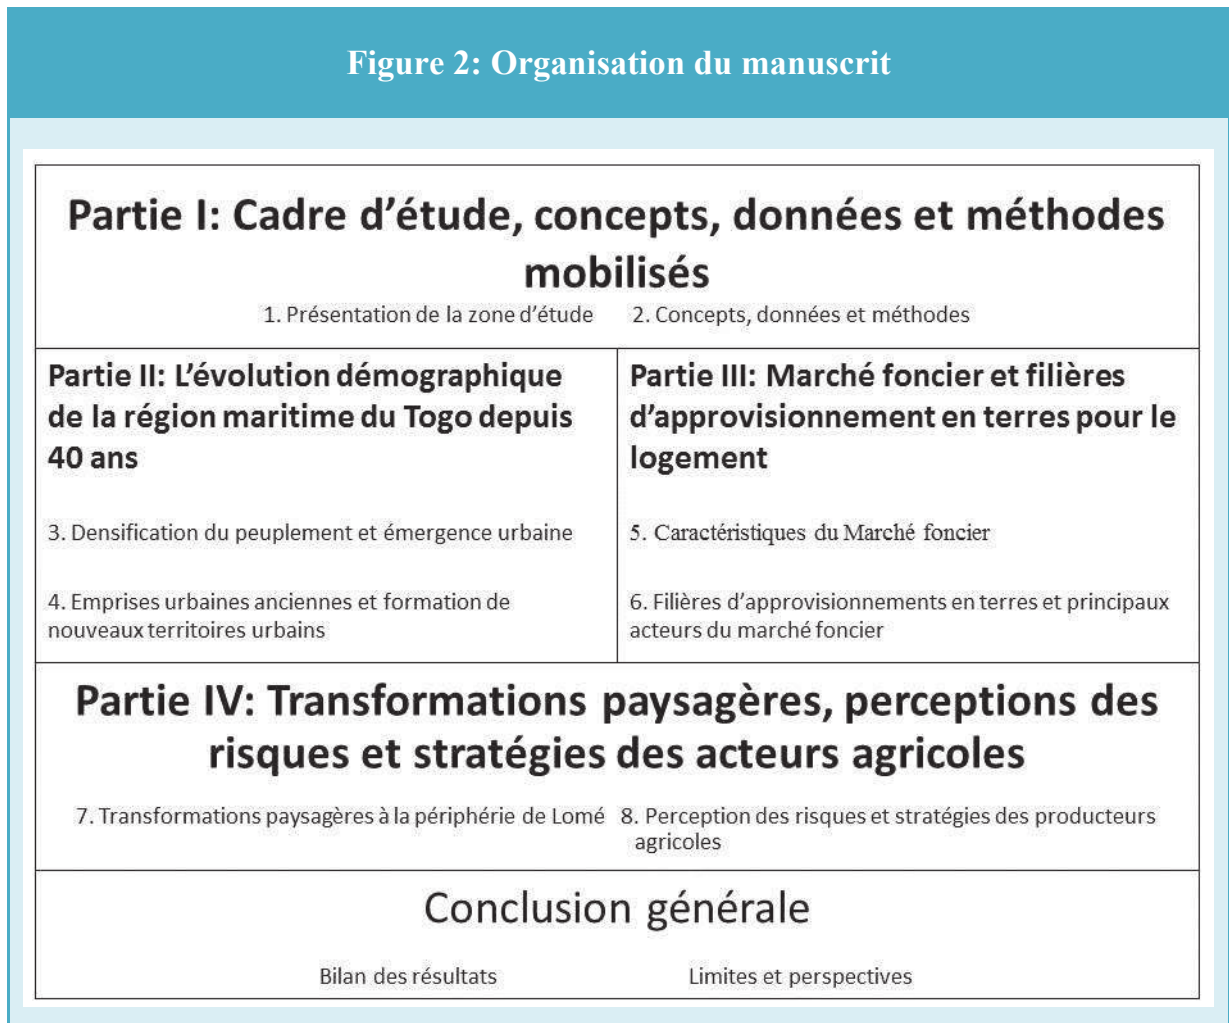 Figure 2: Organisation du manuscrit
Partie I: Cadre d’étude, concepts, données et méthodes
mobilisés
1. Présentation de la zone d’étude 2. Concepts, données et méthodes
Partie II: L’évolution démographique
de la région maritime du Togo depuis
40 ans
3. Densification du peuplement et émergence urbaine
4. Emprises urbaines anciennes et formation de
nouveaux territoires urbains
Partie III: Marché foncier et filières
d’approvisionnement en terres pour le
logement
5. Caractéristiques du Marché foncier
6. Filières d’approvisionnements en terres et principaux
acteurs du marché foncier
Partie IV: Transformations paysagères, perceptions des
risques et stratégies des acteurs agricoles
7. Transformations paysagères à la périphérie de Lomé
8. Perception des risques et stratégies des producteurs
agricoles
Conclusion générale
Bilan des résultats
Limites et perspectives